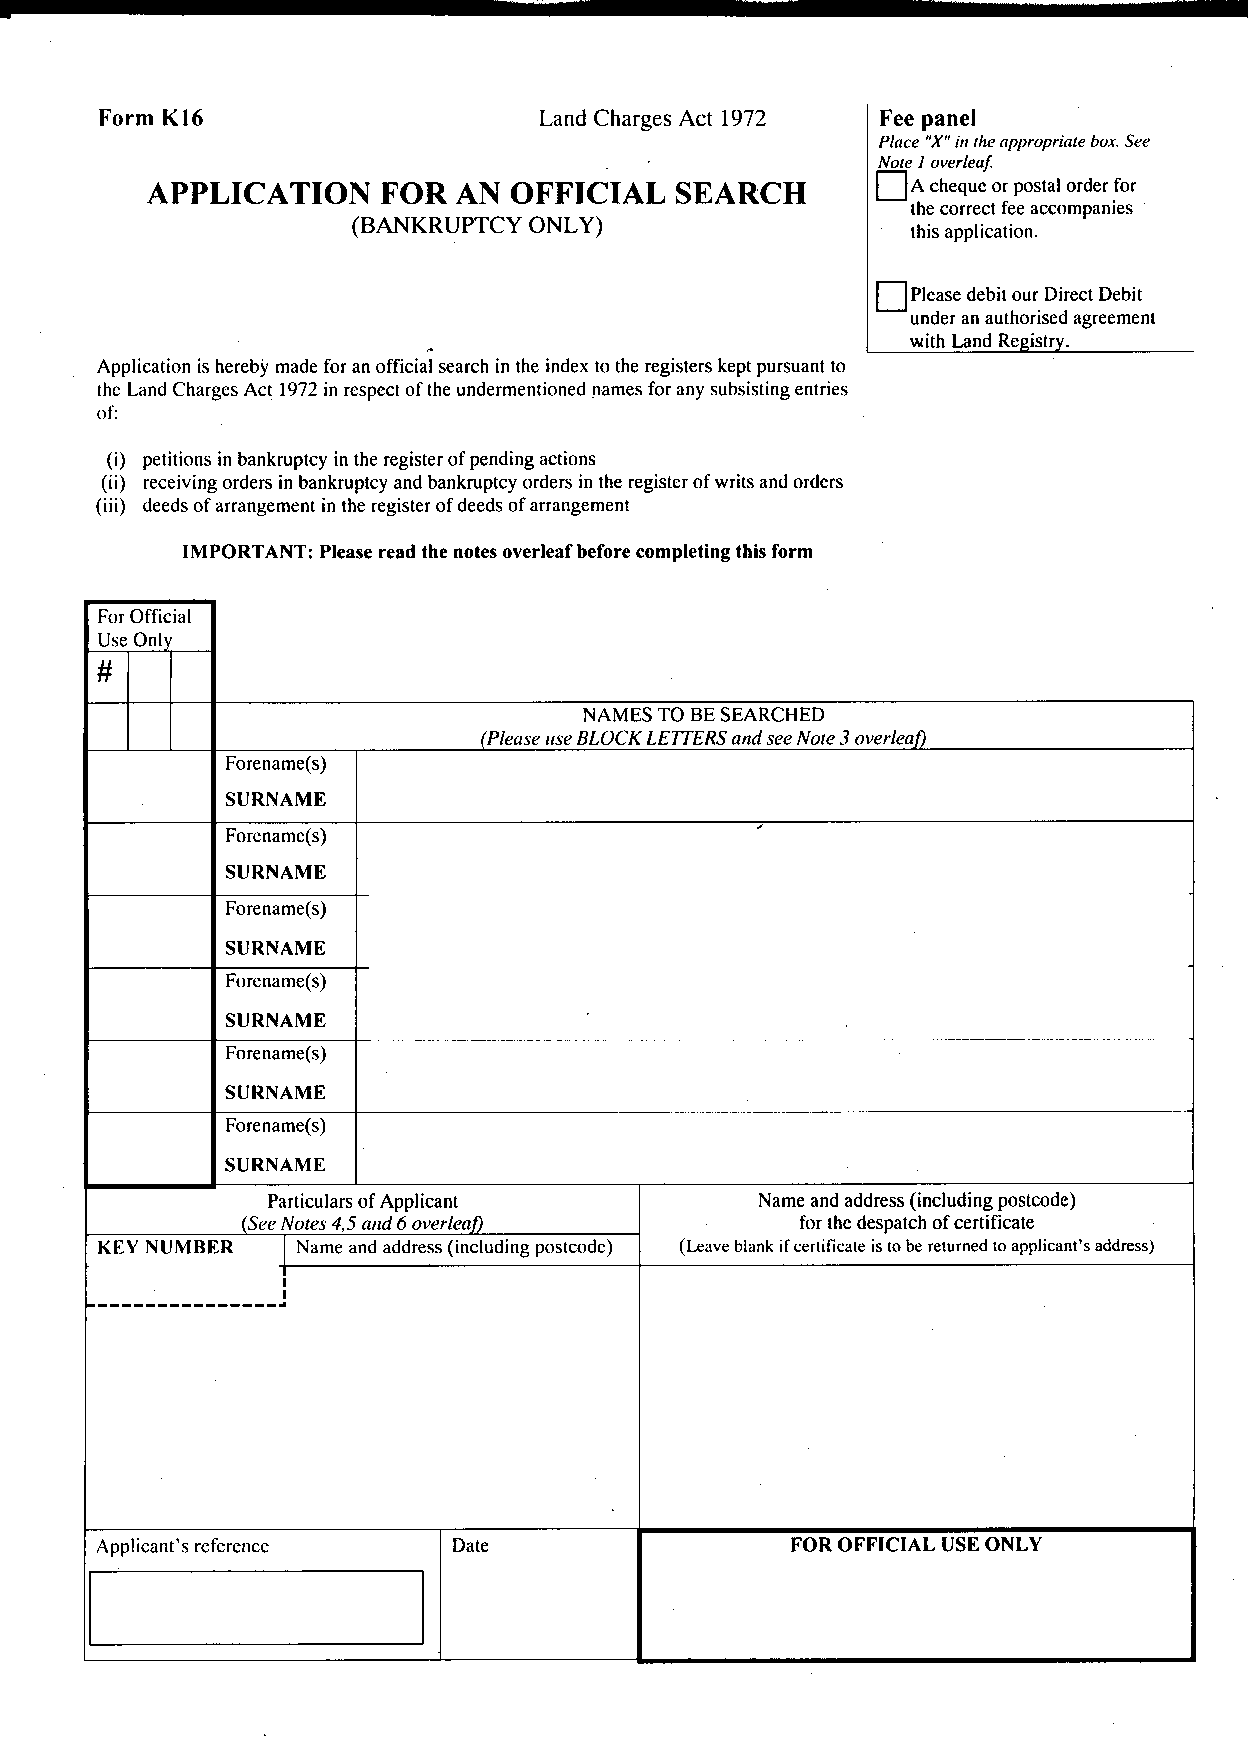 Form K16
Land Charges Act 1972
APPLICATION FOR AN OFFICIAL SEARCH
(BANKRUPTCY ONLY)
Fee panel
Place "X" in the appropriate box. See
Note 1 overleaf.
A cheque or postal order for
the correct fee accompanies
this application.
Please debit our Direct Debit
under an authorised agreement
with Land Registry.
Application is hereby made for an official search in the index to the registers kept pursuant to
the Land Charges Act 1972 in respect of the undermentioned names for any subsisting entries
of:
(i) petitions in bankruptcy in the register of pending actions
(ii) receiving orders in bankruptcy and bankruptcy orders in the register of writs and orders
(iii) deeds of arrangement in the register of deeds of arrangement
IMPORTANT: Please read the notes overleaf before completing this form
For Official
Use Only
#
NAMES TO BE SEARCHED
(Please use BLOCK LETTERS and see Note 3 overleaf)
Forename(s)
SURNAME
Forename(s)
SURNAME
Forename(s)
SURNAME
Forename(s)
SURNAME
Forename(s)
SURNAME
Forename(s)
SURNAME
Particulars of Applicant
(See Notes 4,5 and 6 overleaf)
KEY NUMBER
Name and address (including postcode)
Name and address (including postcode)
for the despatch of certificate
(Leave blank if certificate is to be returned to applicant's address)
Applicant's reference
Date
FOR OFFICIAL USE ONLY